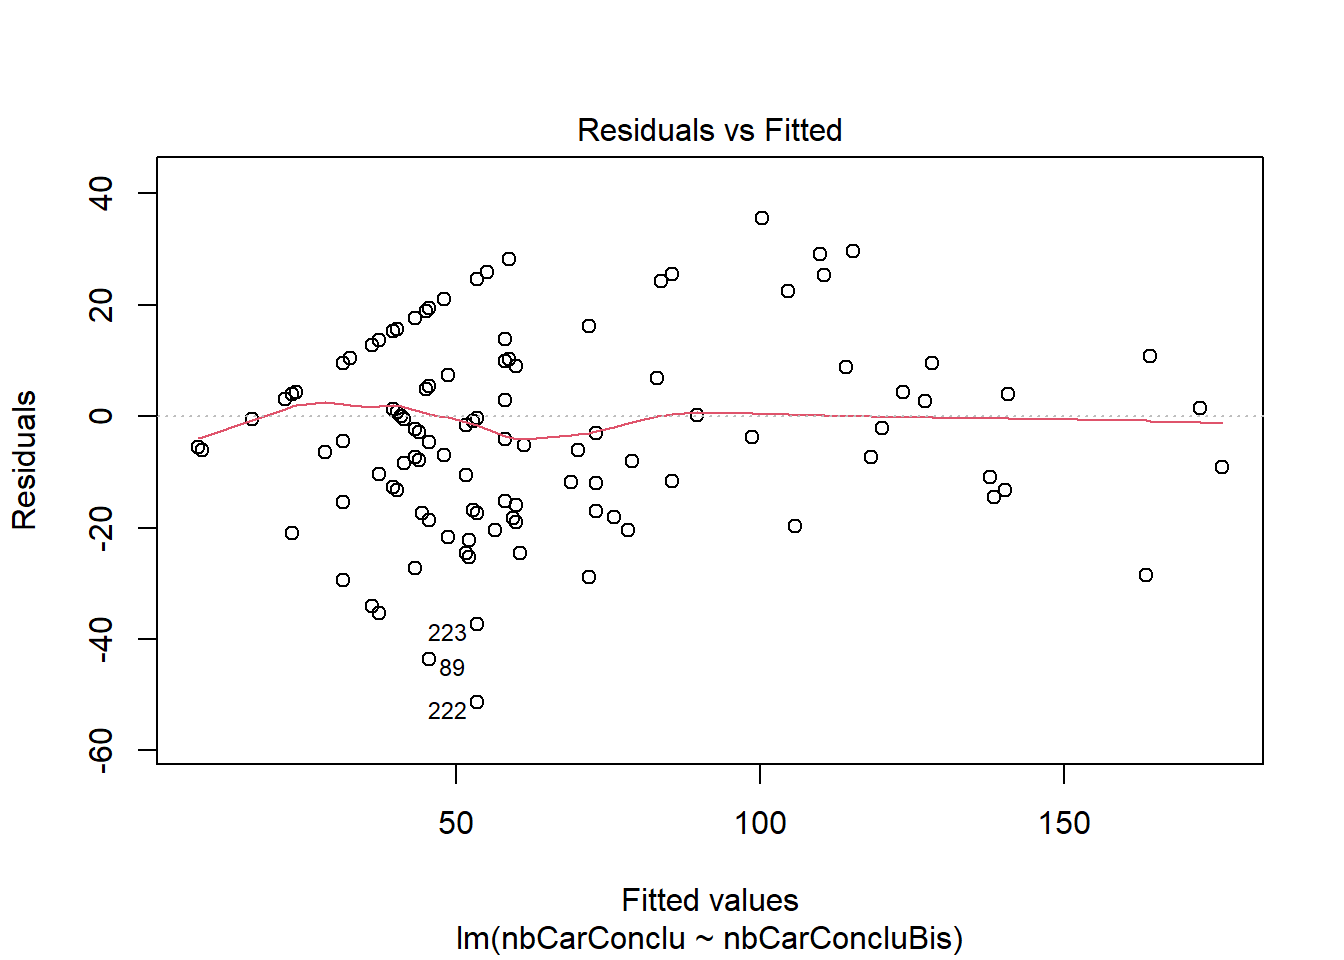 Residuals vs Fitted
40
20
0
-20
-40
-60
Residuals
223
89
222
50 100 150
Fitted values
lm(nbCarConclu ~ nbCarConcluBis)